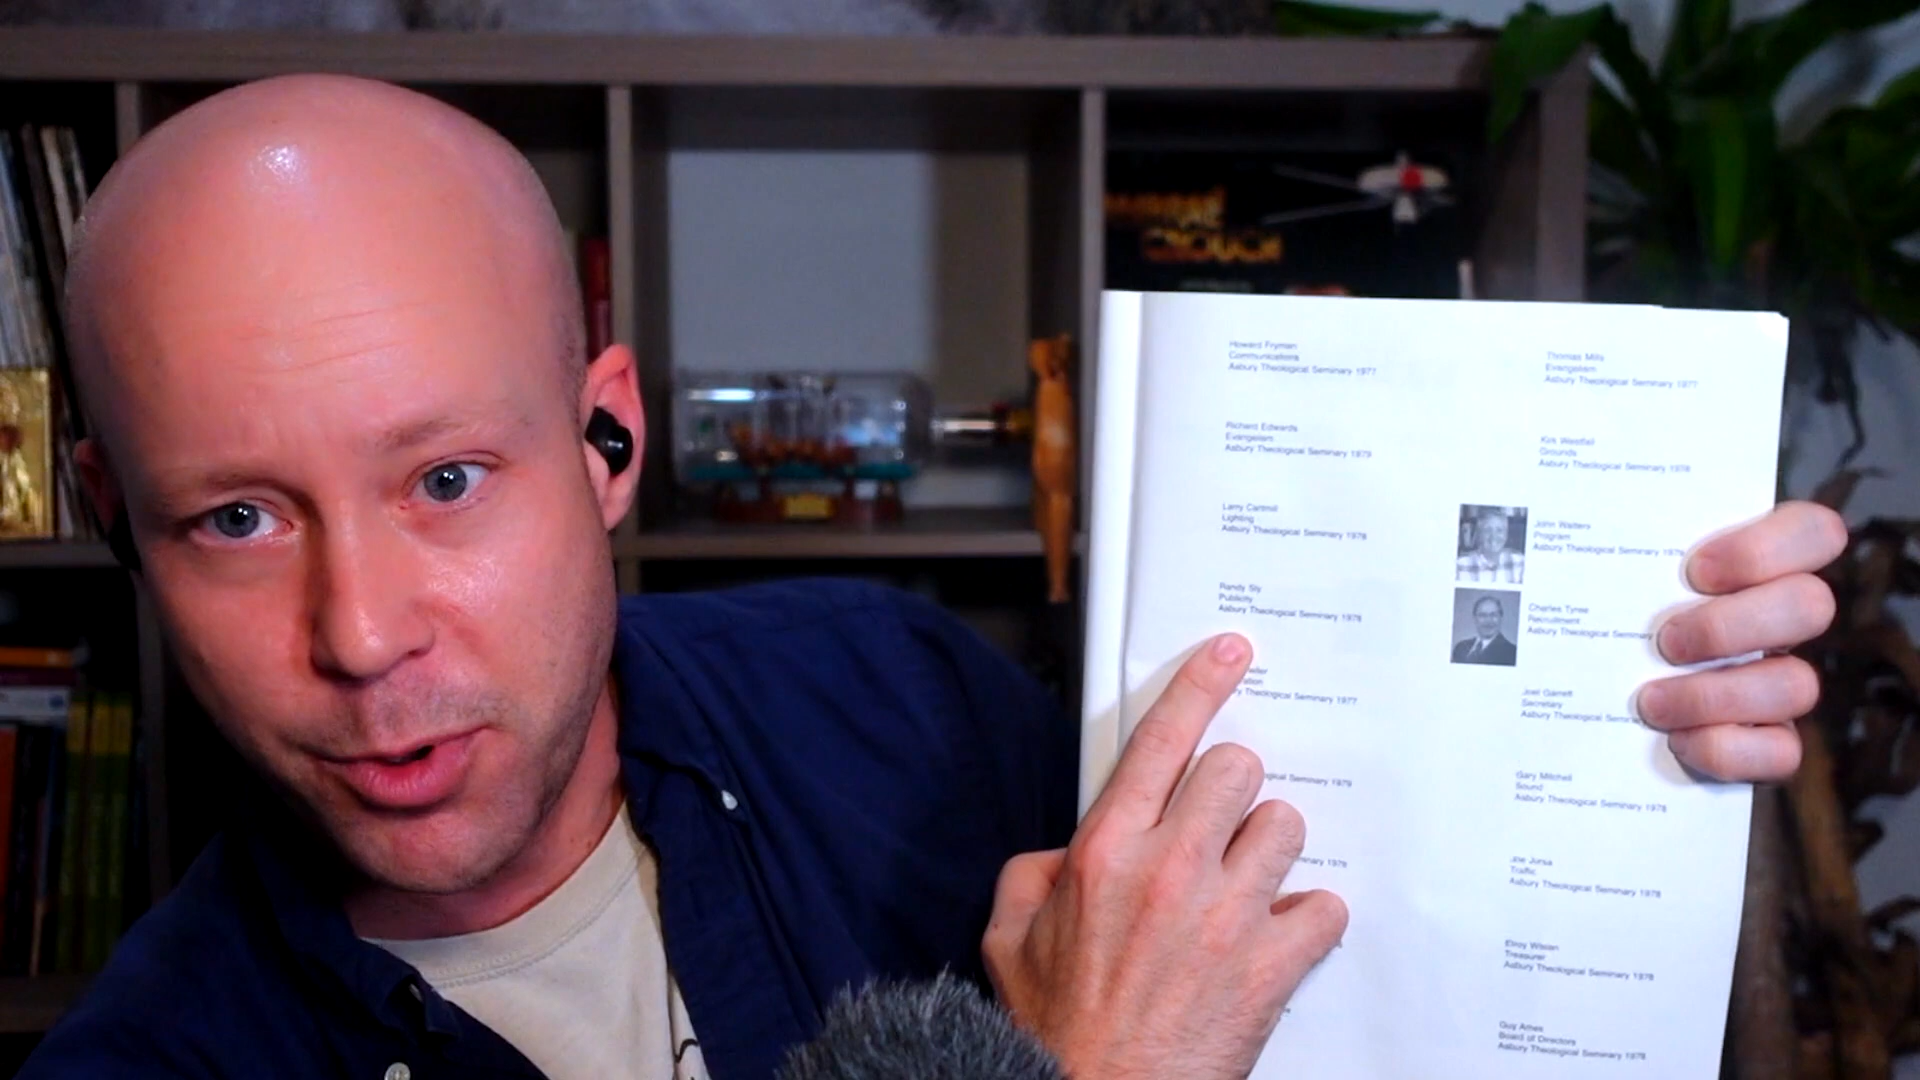 Howard Fryman
Communications
Asbury Theological Seminary 1977
Richard Edwards
Evangelism
Asbury Theological Seminary 1979
Larry Cartmill
Lighting
Asbury Theological Seminary 1978
Randy Sly
Publicity
Asbury Theological Seminary 1978
Theological Seminary 1977
Seminary 1979
Thomas Mills
Evangelism
Asbury Theological Seminary 1977
Kirk Westfall
Grounds
Asbury Theological Seminary 1978
John Watters
Program
Asbury Theological Seminary 1978
Charles Tyree
Recruitment
Asbury Theological Seminary
Joel Garrett
Secretary
Asbury Theological
Gary Mitchell
Sound
Asbury Theological Seminary 1978
Joe Jursa
Traffic
Asbury Theological Seminary 1978
Elroy Wisian
Treasurer
Asbury Theological Seminary 1978
Guy Ames
Board of Directors
Asbury Theological Seminary 1978